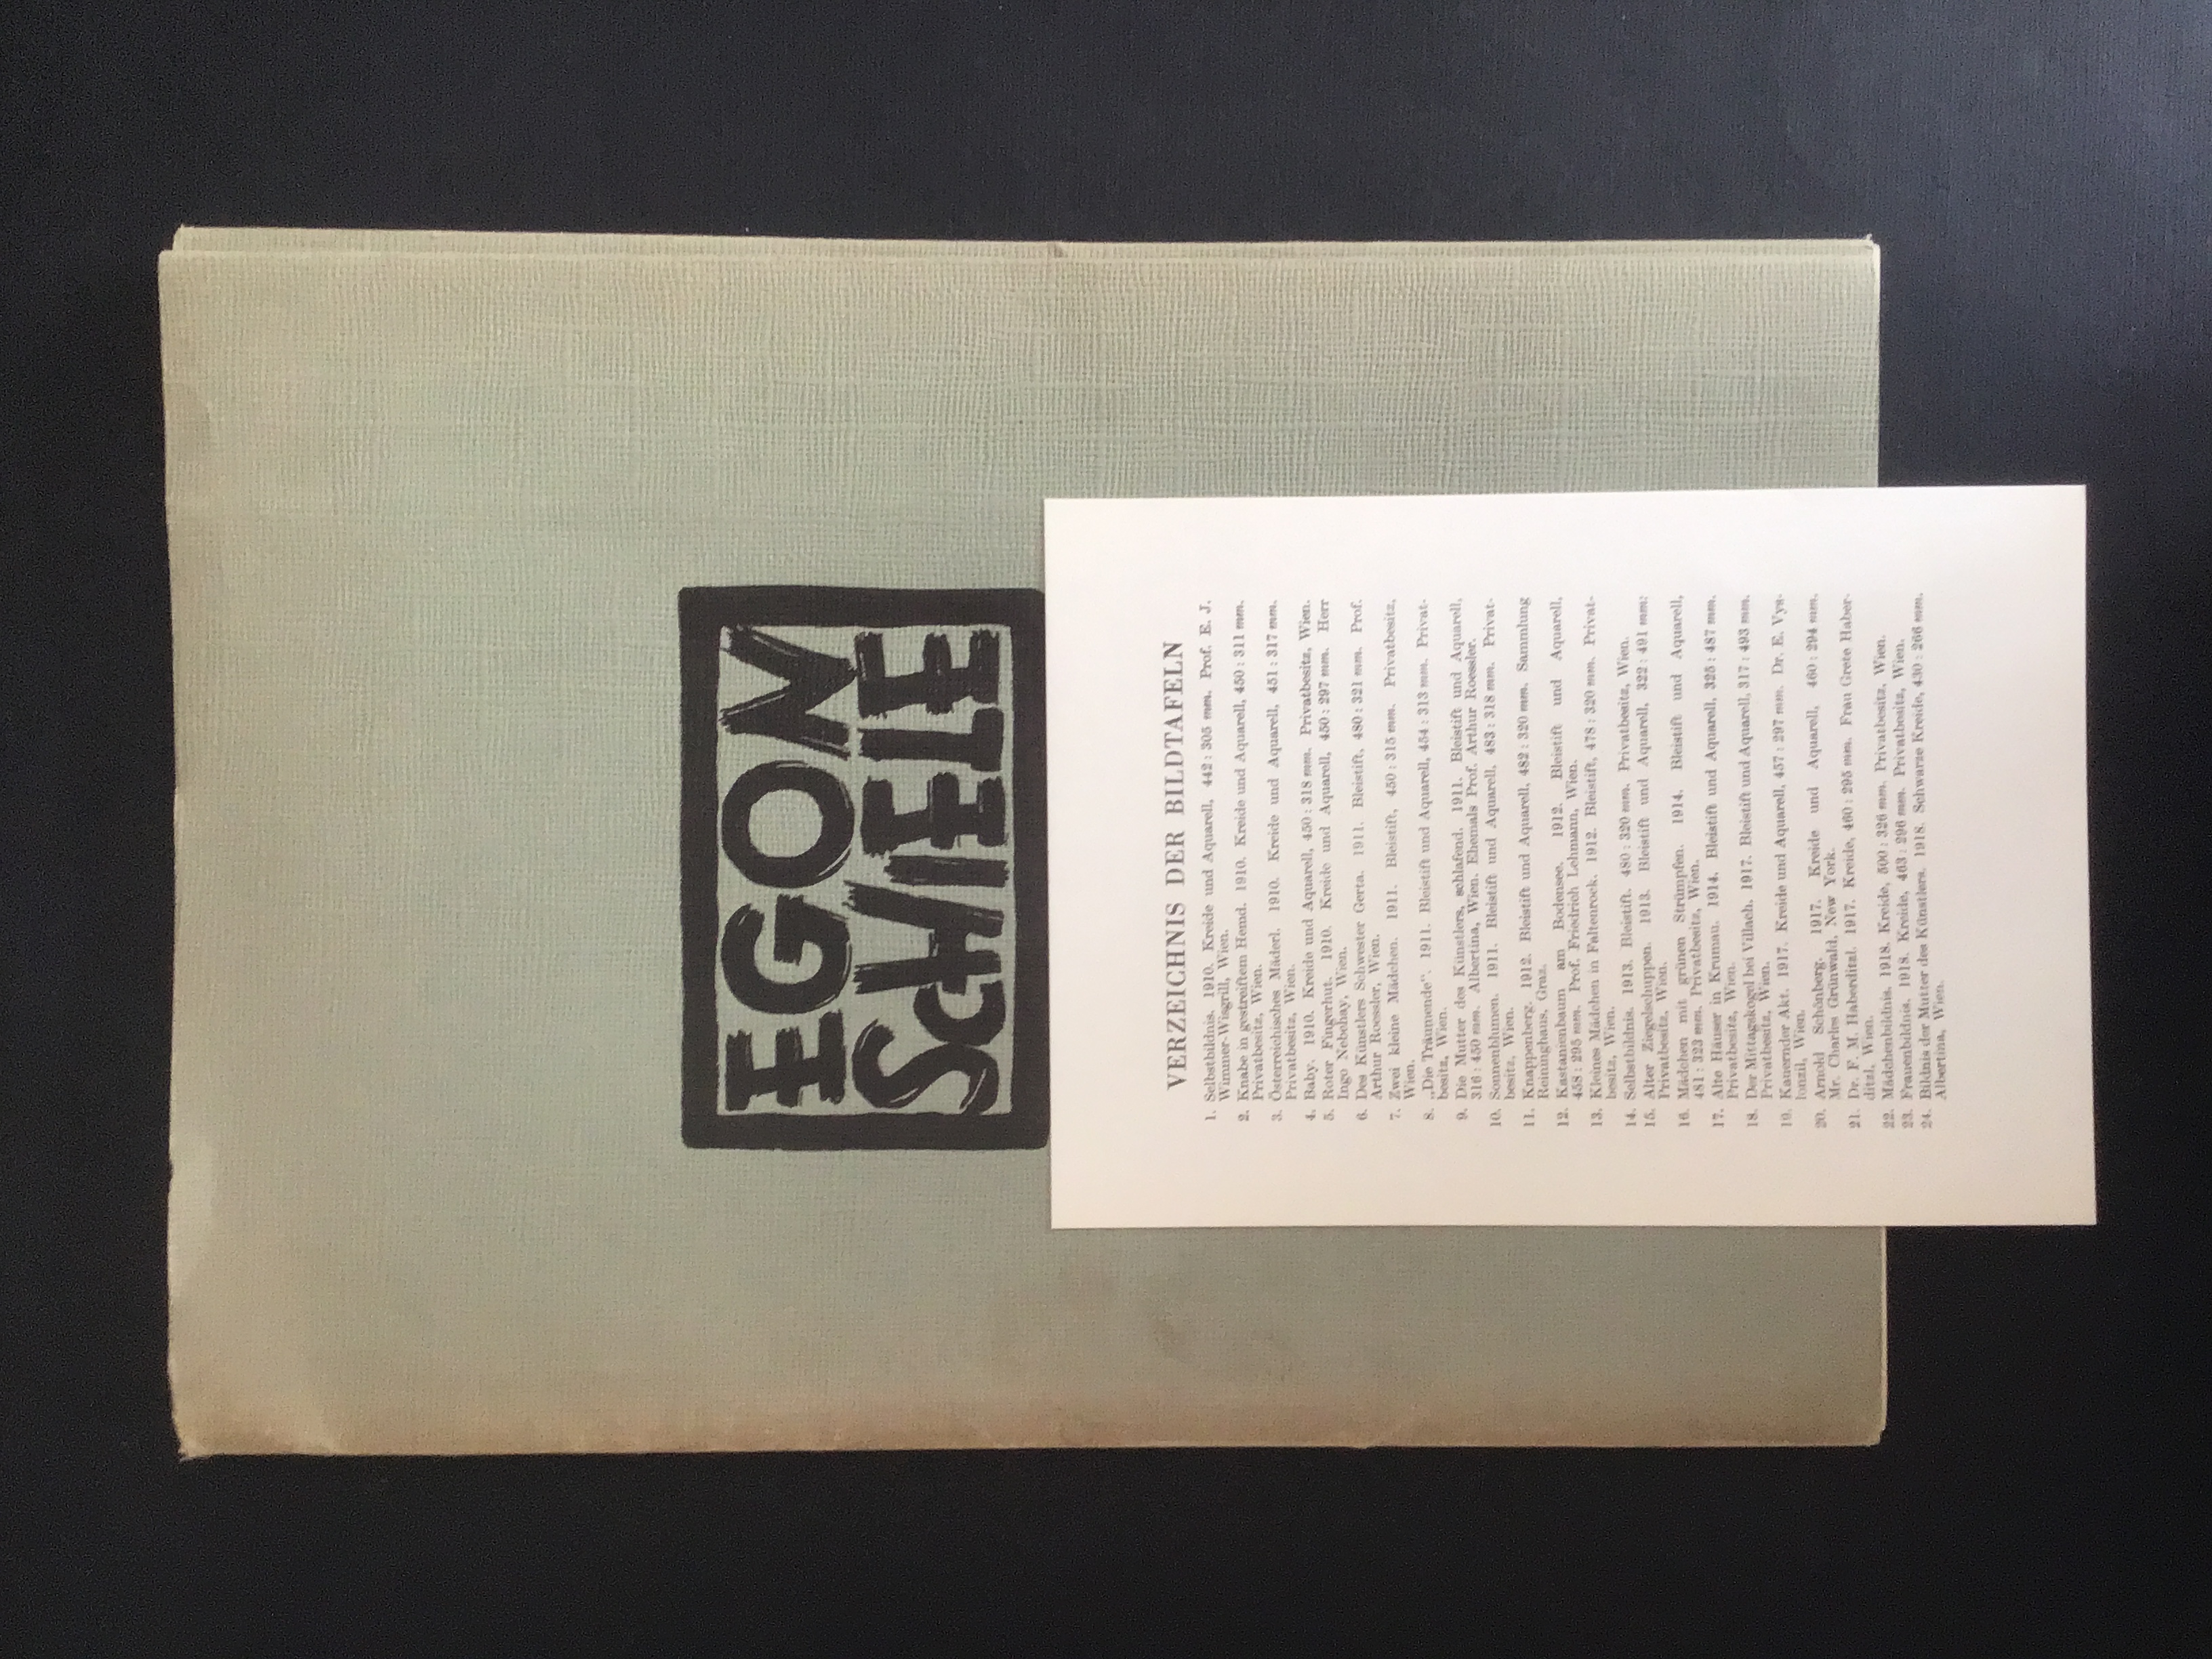 EGON
SCHIELE
VERZEICHNIS DER BILDTAFELN
1. Selbstbildnis. 1910. Kreide und Aquarell, 442 : 305 mm. Prof. E. J.
Wimmer-Wisgrill, Wien.
2. Knabe in gestreiftem Hemd. 1910. Kreide und Aquarell, 450 : 311 mm.
Privatbesitz, Wien.
3. Österreichisches Mäderl. 1910. Kreide und Aquarell, 451 : 317 mm.
Privatbesitz, Wien.
4. Baby. 1910. Kreide und Aquarell, 450 : 318 mm. Privatbesitz, Wien.
5. Roter Fingerhut. 1910. Kreide und Aquarell, 450 : 297 mm. Herr
Ingo Nebehay, Wien.
6. Des Künstlers Schwester Gerta. 1911. Bleistift, 480 : 321 mm. Prof.
Arthur Roessler, Wien.
7. Zwei kleine Mädchen. 1911. Bleistift, 450 : 315 mm. Privatbesitz,
Wien.
8. „Die Träumende“. 1911. Bleistift und Aquarell, 454 : 313 mm. Privat-
besitz, Wien.
9. Die Mutter des Künstlers, schlafend. 1911. Bleistift und Aquarell,
316 : 450 mm. Albertina, Wien. Ehemals Prof. Arthur Roessler.
10. Sonnenblumen. 1911. Bleistift und Aquarell, 483 : 318 mm. Privat-
besitz, Wien.
11. Knappenberg. 1912. Bleistift und Aquarell, 482 : 320 mm. Sammlung
Reininghaus, Graz.
12. Kastanienbaum am Bodensee. 1912. Bleistift und Aquarell,
458 : 295 mm. Prof. Friedrich Lehmann, Wien.
13. Kleines Mädchen in Faltenrock. 1912. Bleistift, 478 : 320 mm. Privat-
besitz, Wien.
14. Selbstbildnis. 1913. Bleistift. 480 : 320 mm. Privatbesitz, Wien.
15. Alter Ziegelschuppen. 1913. Bleistift und Aquarell, 322 : 491 mm.
Privatbesitz, Wien.
16. Mädchen mit grünen Strümpfen. 1914. Bleistift und Aquarell,
481 : 323 mm. Privatbesitz, Wien.
17. Alte Häuser in Krumau. 1914. Bleistift und Aquarell, 325 : 487 mm.
Privatbesitz, Wien.
18. Der Mittagskogel bei Villach. 1917. Bleistift und Aquarell, 317 : 493 mm.
Privatbesitz, Wien.
19. Kauernder Akt. 1917. Kreide und Aquarell, 457 : 297 mm. Dr. E. Vys-
lonzil, Wien.
20. Arnold Schönberg. 1917. Kreide und Aquarell, 460 : 294 mm.
Mr. Charles Grünwald, New York.
21. Dr. F. M. Haberditzl. 1917. Kreide, 460 : 295 mm. Frau Grete Haber-
ditzl, Wien.
22. Mädchenbildnis. 1918. Kreide, 500 : 326 mm. Privatbesitz, Wien.
23. Frauenbildnis. 1918. Kreide, 463 : 296 mm. Privatbesitz, Wien.
24. Bildnis der Mutter des Künstlers. 1918. Schwarze Kreide, 430 : 266 mm.
Albertina, Wien.